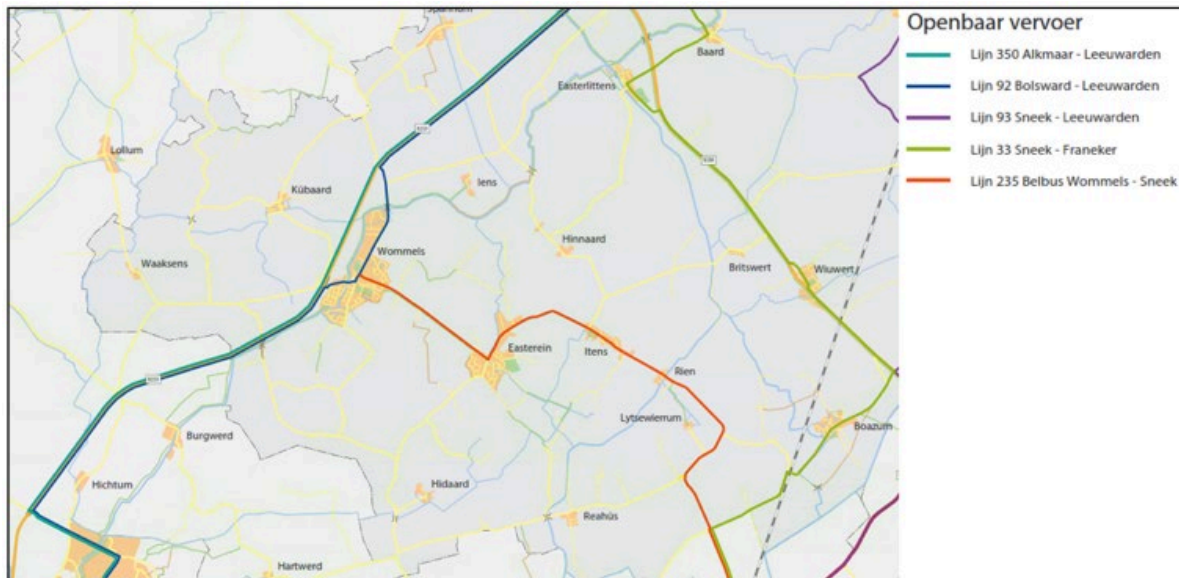 Openbaar vervoer
Lijn 350 Alkmaar - Leeuwarden
Lijn 92 Bolsward - Leeuwarden
Lijn 93 Sneek - Leeuwarden
Lijn 33 Sneek - Franeker
Lijn 235 Belbus Wommels - Sneek
Baard
Easterlittens
Lollum
Iens
Kûbaard
Wommels
Hinnaard
Waaksens
Britswert
Wiuwert
Easterein
Itens
Rien
Lytsewierrum
Boazum
Burgwerd
Hichtum
Hidaard
Reahûs
Hartwerd